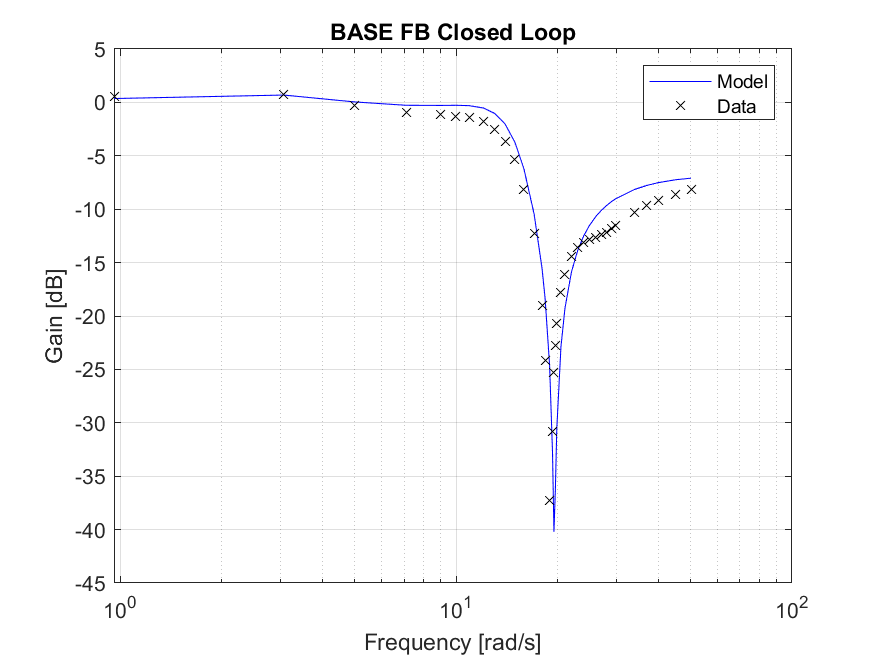 BASE FB Closed Loop
5
0
-5
-10
-15
-20
-25
-30
-35
-40
-45
Gain [dB]
Model
Data
10^0
10^1
10^2
Frequency [rad/s]